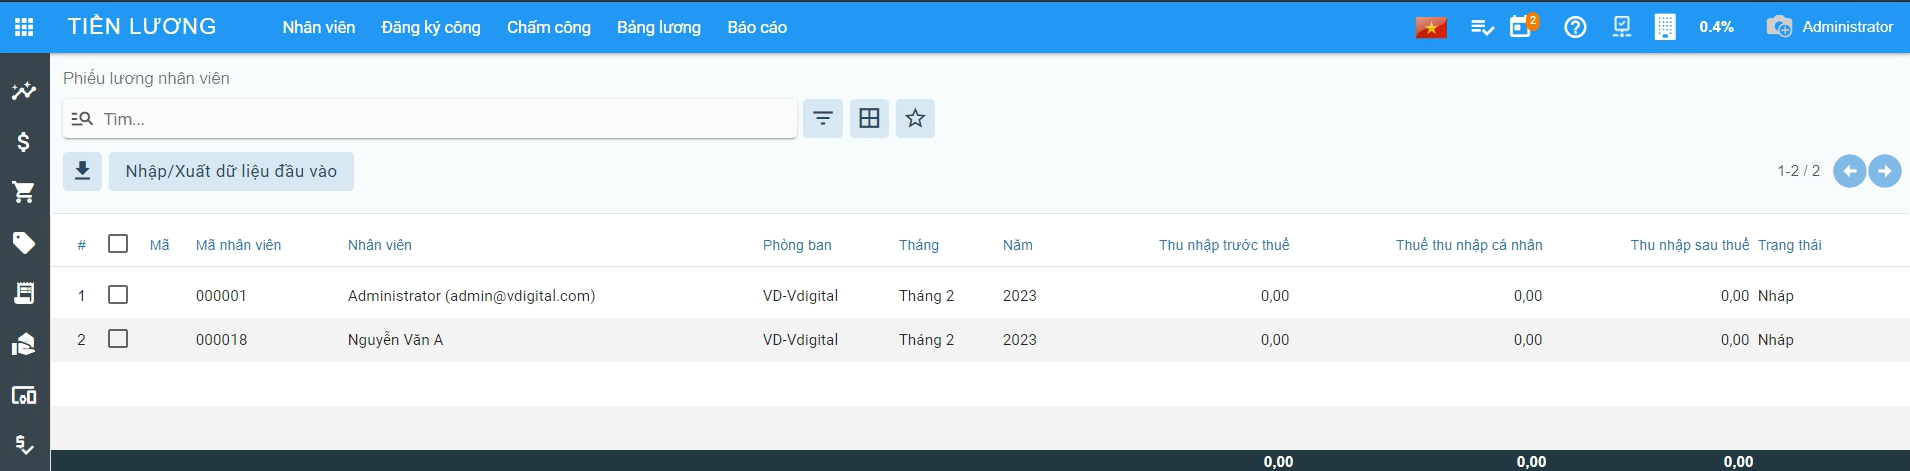 TIỀN LƯƠNG Nhân viên Đăng ký công Chấm công Bảng lương Báo cáo 2 0.4% Administrator
Phiếu lương nhân viên
Tìm...
Nhập/Xuất dữ liệu đầu vào 1-2 / 2
# Mã Mã nhân viên Nhân viên Phòng ban Tháng Năm Thu nhập trước thuế Thuế thu nhập cá nhân Thu nhập sau thuế Trạng thái
1 000001 Administrator (admin@vdigital.com) VD-Vdigital Tháng 2 2023 0,00 0,00 0,00 Nháp
2 000018 Nguyễn Văn A VD-Vdigital Tháng 2 2023 0,00 0,00 0,00 Nháp
0,00 0,00 0,00